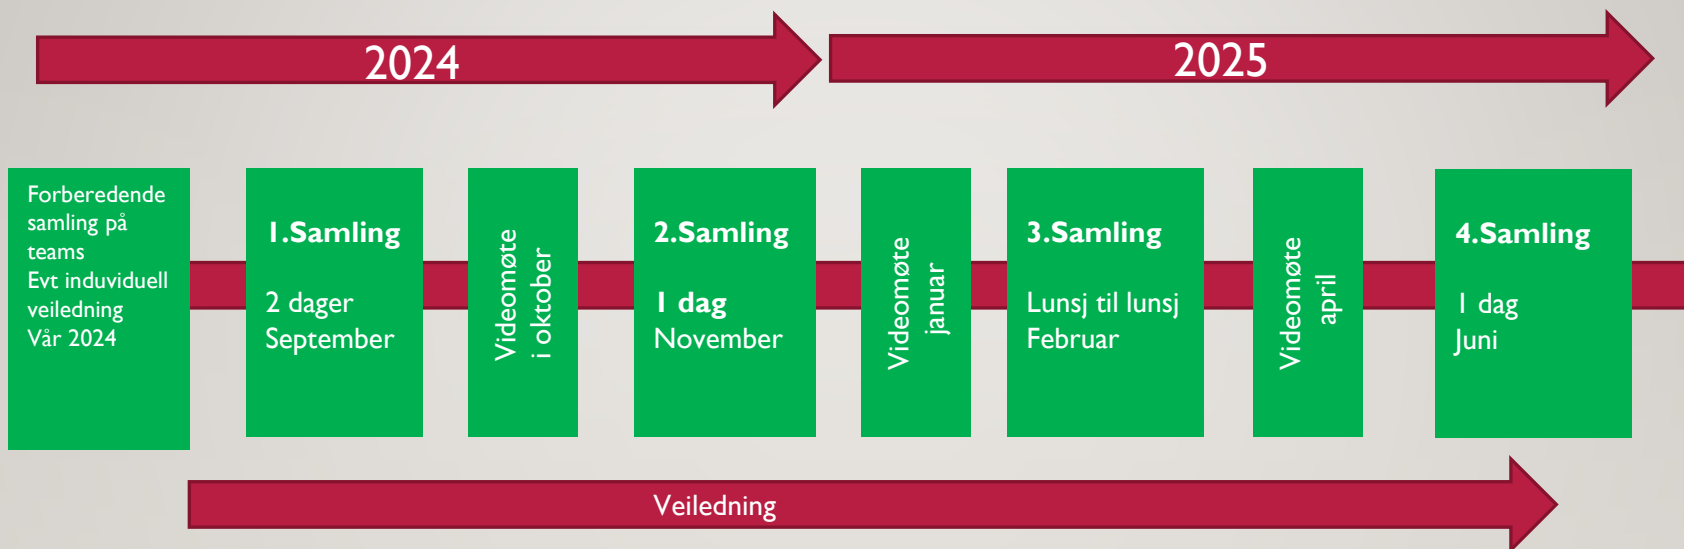 2024
2025
Forberedende
samling på
teams
Evt induviduell
veiledning
Vår 2024
1.Samling
2 dager
September
Videomøte
i oktober
2.Samling
1 dag
November
Videomøte
januar
3.Samling
Lunsj til lunsj
Februar
Videomøte
april
4.Samling
1 dag
Juni
Veiledning